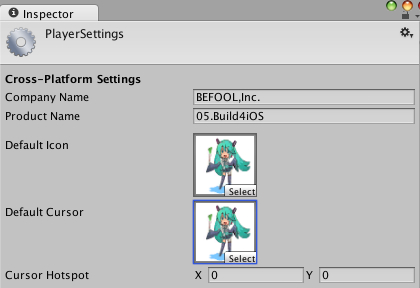 Inspector
PlayerSettings
Cross-Platform Settings
Company Name BEFOOL,Inc.
Product Name 05.Build4iOS
Default Icon
Select
Default Cursor
Select
Cursor Hotspot X 0 Y 0